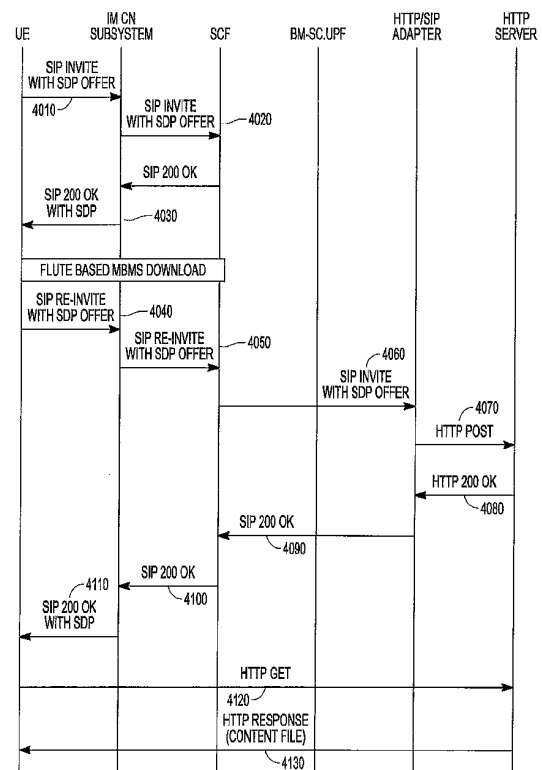 UE
IM CN
SUBSYSTEM
SCF
BM-SC.UPF
HTTP/SIP
ADAPTER
HTTP
SERVER
SIP INVITE
WITH SDP OFFER
4010
SIP INVITE
WITH SDP OFFER
4020
SIP 200 OK
SIP 200 OK
WITH SDP
4030
FLUTE BASED MBMS DOWNLOAD
SIP RE-INVITE
WITH SDP OFFER
4040
SIP RE-INVITE
WITH SDP OFFER
4050
4060
SIP INVITE
WITH SDP OFFER
4070
HTTP POST
HTTP 200 OK
4080
SIP 200 OK
4090
SIP 200 OK
4100
4110
SIP 200 OK
WITH SDP
HTTP GET
4120
HTTP RESPONSE
(CONTENT FILE)
4130